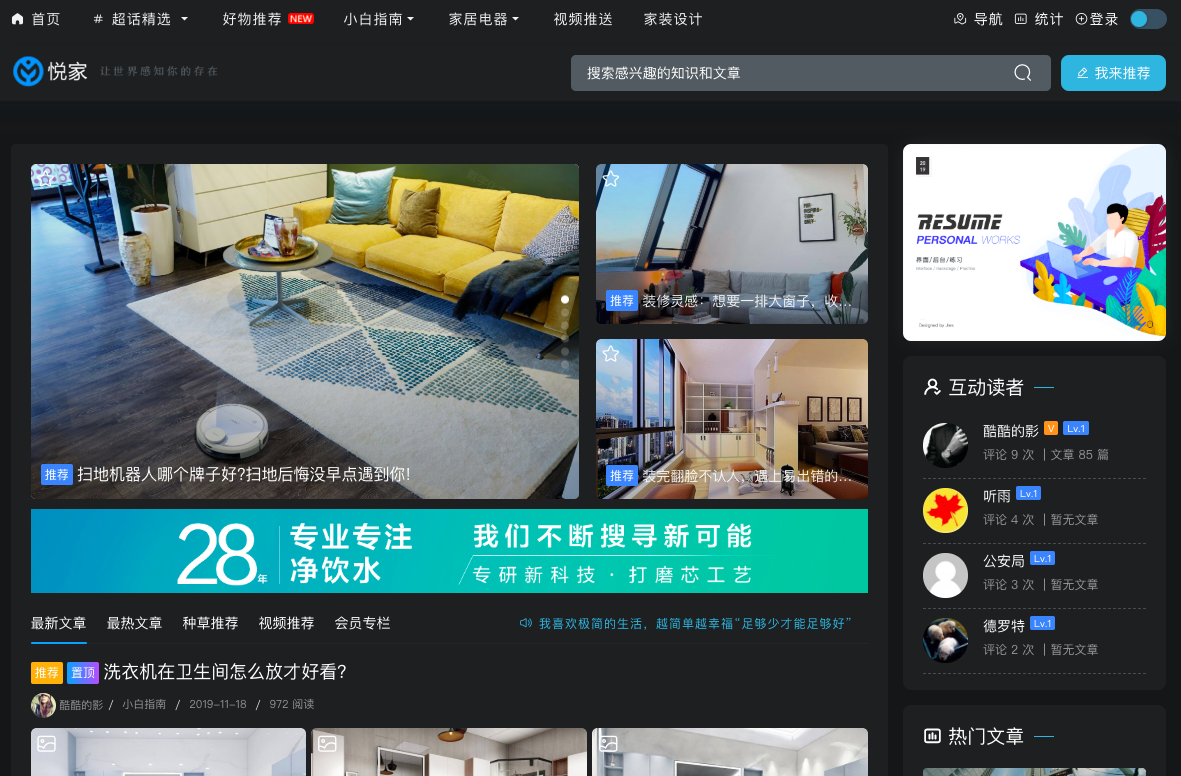 首页
# 超话精选
好物推荐 NEW
小白指南
家居电器
视频推送
家装设计
导航
统计
登录
悦家
让世界感知你的存在
搜索感兴趣的知识和文章
我来推荐
推荐 扫地机器人哪个牌子好?扫地后悔没早点遇到你!
推荐 装修灵感：想要一排大窗子，收...
推荐 装完翻脸不认人，遇上易出错的...
28年
专业专注
净饮水
我们不断搜寻新可能
专研新科技·打磨芯工艺
最新文章
最热文章
种草推荐
视频推荐
会员专栏
我喜欢极简的生活，越简单越幸福“足够少才能足够好”
推荐 置顶 洗衣机在卫生间怎么放才好看?
酷酷的影 / 小白指南 / 2019-11-18 / 972 阅读
20
19
RESUME
PERSONAL WORKS
界面/后台/练习
Designed by Jies
互动读者
酷酷的影 V Lv.1
评论 9 次 | 文章 85 篇
听雨 Lv.1
评论 4 次 | 暂无文章
公安局 Lv.1
评论 3 次 | 暂无文章
德罗特 Lv.1
评论 2 次 | 暂无文章
热门文章